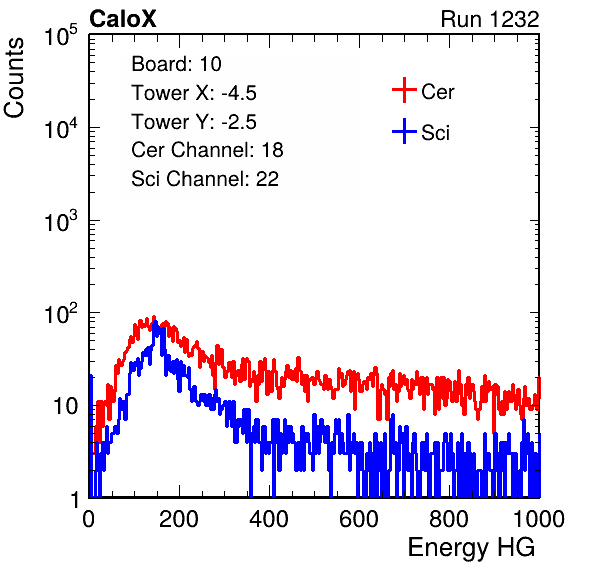 CaloX Run 1232
Counts
10^5
10^4
10^3
10^2
10
1
Board: 10
Tower X: -4.5
Tower Y: -2.5
Cer Channel: 18
Sci Channel: 22
Cer
Sci
0 200 400 600 800 1000
Energy HG